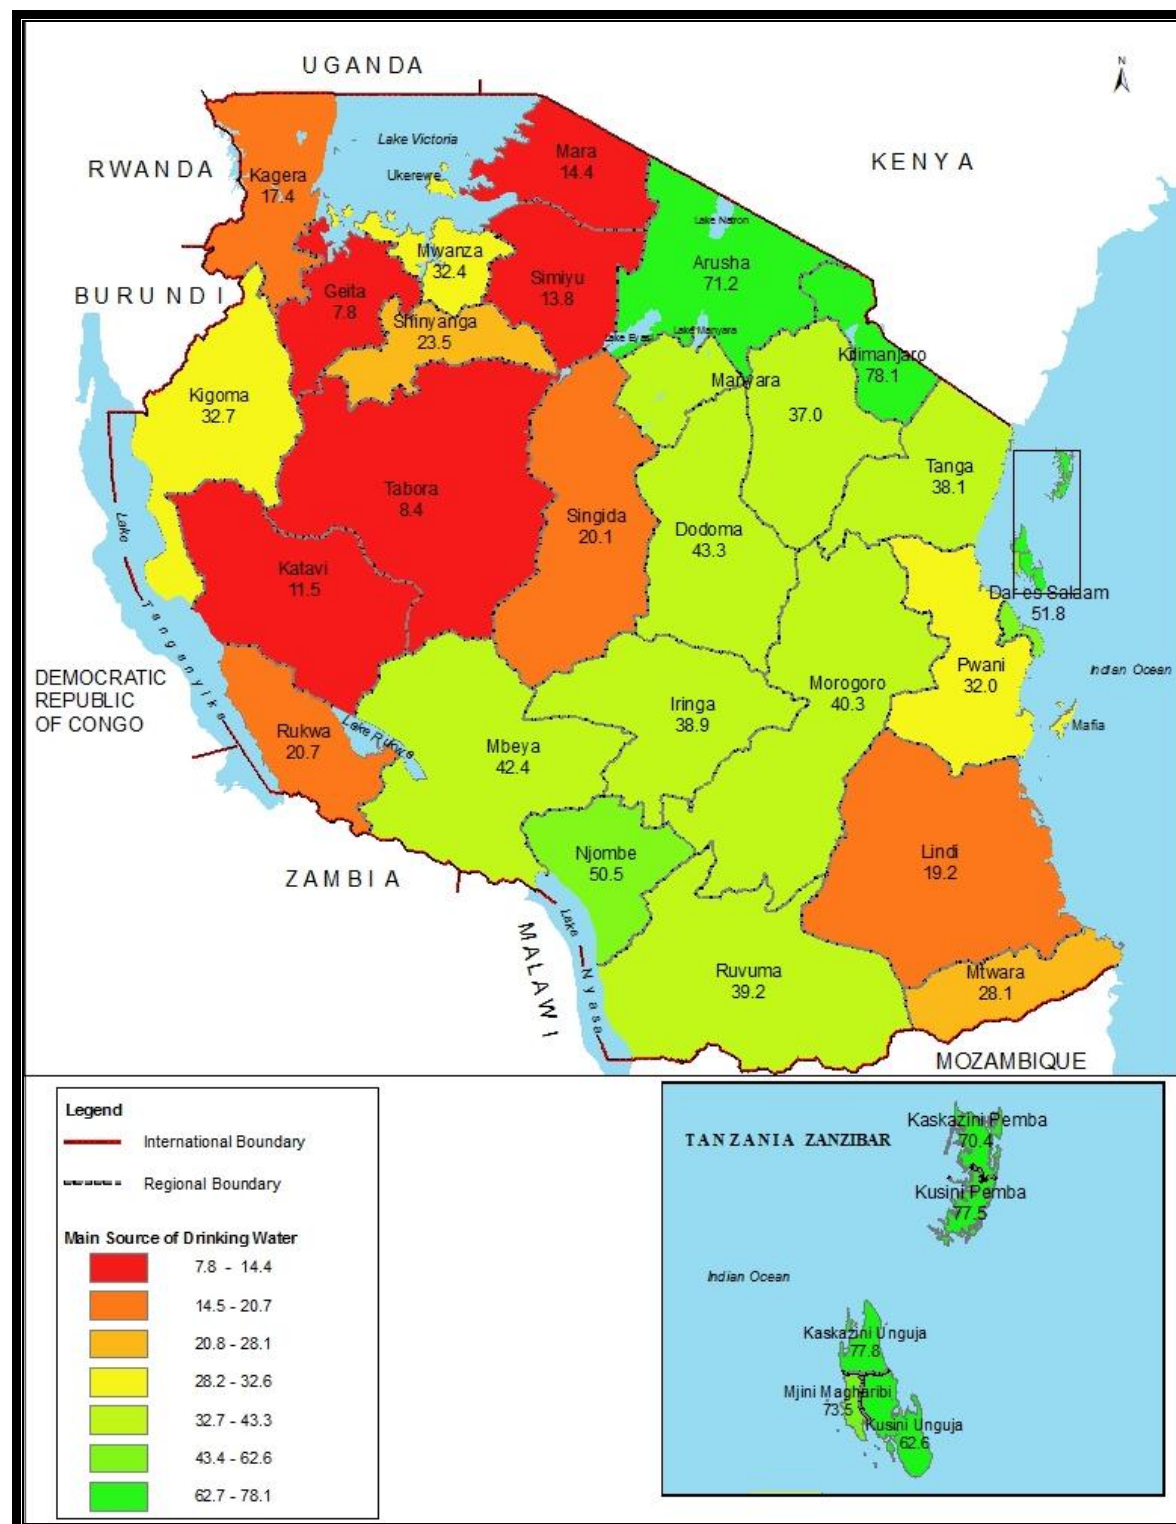 UGANDA
N
Lake Victoria
KENYA
RWANDA
Ukerewe
Mara
14.4
Kagera
17.4
Lake Natron
Mwanza
32.4
Arusha
71.2
BURUNDI
Geita
7.8
Simiyu
13.8
Shinyanga
23.5
Lake Eyasi
Lake Manyara
Kilimanjaro
78.1
Kigoma
32.7
Manyara
37.0
Tanga
38.1
Tabora
8.4
Singida
20.1
Dodoma
43.3
Katavi
11.5
Dar es Salaam
51.8
Lake Tanganyika
Pwani
32.0
Indian Ocean
DEMOCRATIC
REPUBLIC
OF CONGO
Morogoro
40.3
Iringa
38.9
Mafia
Rukwa
20.7
Lake Rukwa
Mbeya
42.4
Njombe
50.5
Lindi
19.2
ZAMBIA
Lake Nyasa
MALAWI
Ruvuma
39.2
Mtwara
28.1
MOZAMBIQUE
Legend
International Boundary
Regional Boundary
Main Source of Drinking Water
7.8 - 14.4
14.5 - 20.7
20.8 - 28.1
28.2 - 32.6
32.7 - 43.3
43.4 - 62.6
62.7 - 78.1
TANZANIA ZANZIBAR
Kaskazini Pemba
70.4
Kusini Pemba
77.5
Indian Ocean
Kaskazini Unguja
77.8
Mjini Magharibi
73.5
Kusini Unguja
62.6